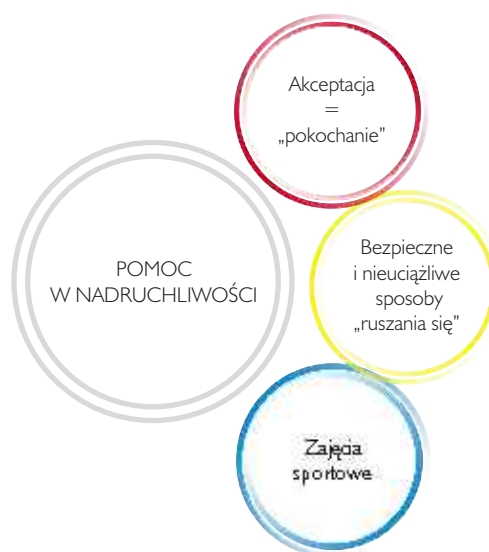 Akceptacja
=
„pokochanie”
POMOC
W NADRUCHLIWOŚCI
Bezpieczne
i nieuciążliwe
sposoby
„ruszania się”
Zajęcia
sportowe